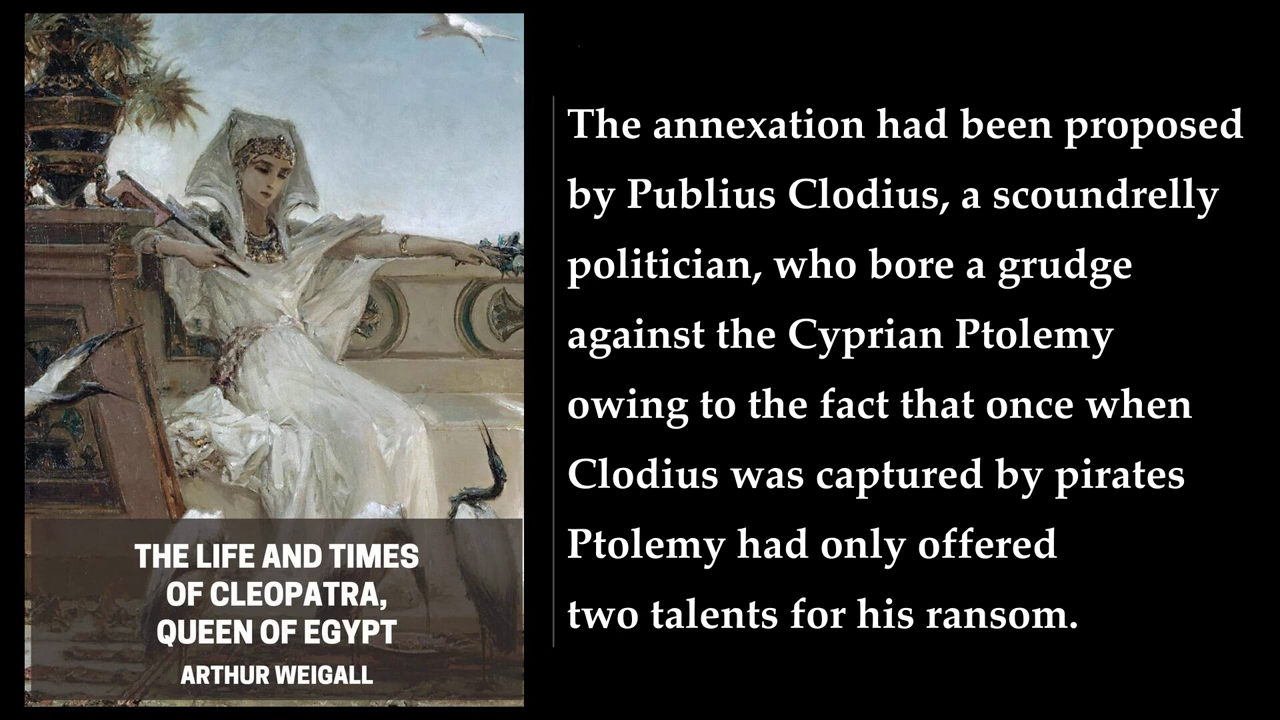 THE LIFE AND TIMES
OF CLEOPATRA,
QUEEN OF EGYPT
ARTHUR WEIGALL
The annexation had been proposed
by Publius Clodius, a scoundrelly
politician, who bore a grudge
against the Cyprian Ptolemy
owing to the fact that once when
Clodius was captured by pirates
Ptolemy had only offered
two talents for his ransom.